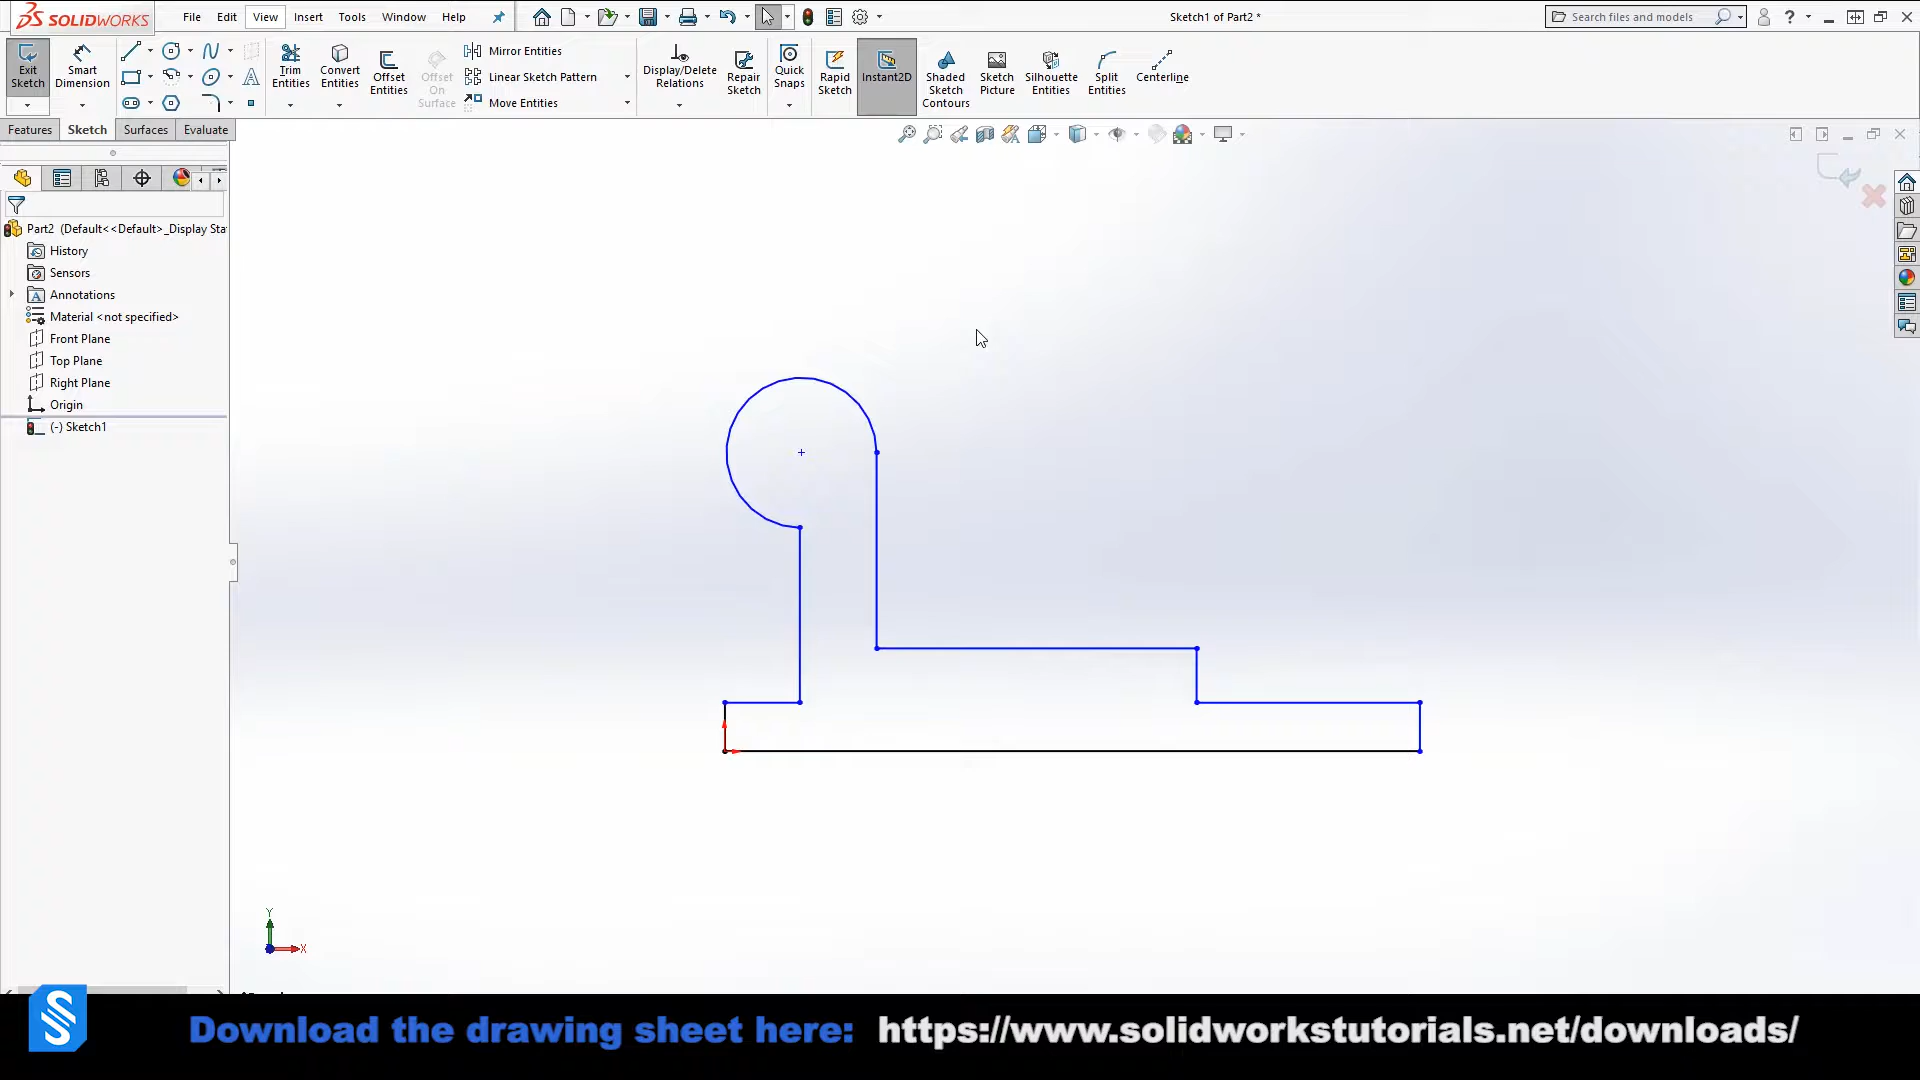 SOLIDWORKS
File Edit View Insert Tools Window Help
Sketch1 of Part2 *
Search files and models
?
Exit Sketch
Smart Dimension
Trim Entities
Convert Entities
Offset Entities
Offset On Surface
Mirror Entities
Linear Sketch Pattern
Move Entities
Display/Delete Relations
Repair Sketch
Quick Snaps
Rapid Sketch
Instant2D
Shaded Sketch Contours
Sketch Picture
Silhouette Entities
Split Entities
Centerline
Features Sketch Surfaces Evaluate
Part2 (Default<<Default>_Display Sta
History
Sensors
Annotations
Material <not specified>
Front Plane
Top Plane
Right Plane
Origin
(-) Sketch1
Y
X
Download the drawing sheet here: https://www.solidworkstutorials.net/downloads/